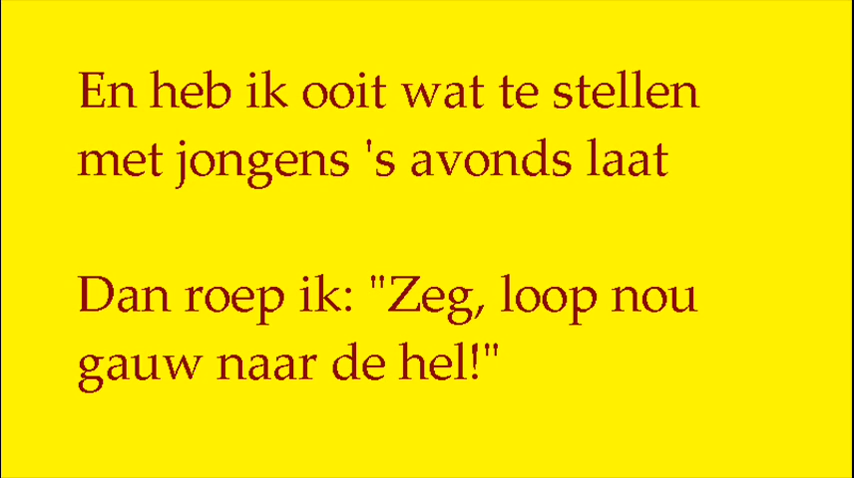 En heb ik ooit wat te stellen
met jongens 's avonds laat
Dan roep ik: "Zeg, loop nou
gauw naar de hel!"